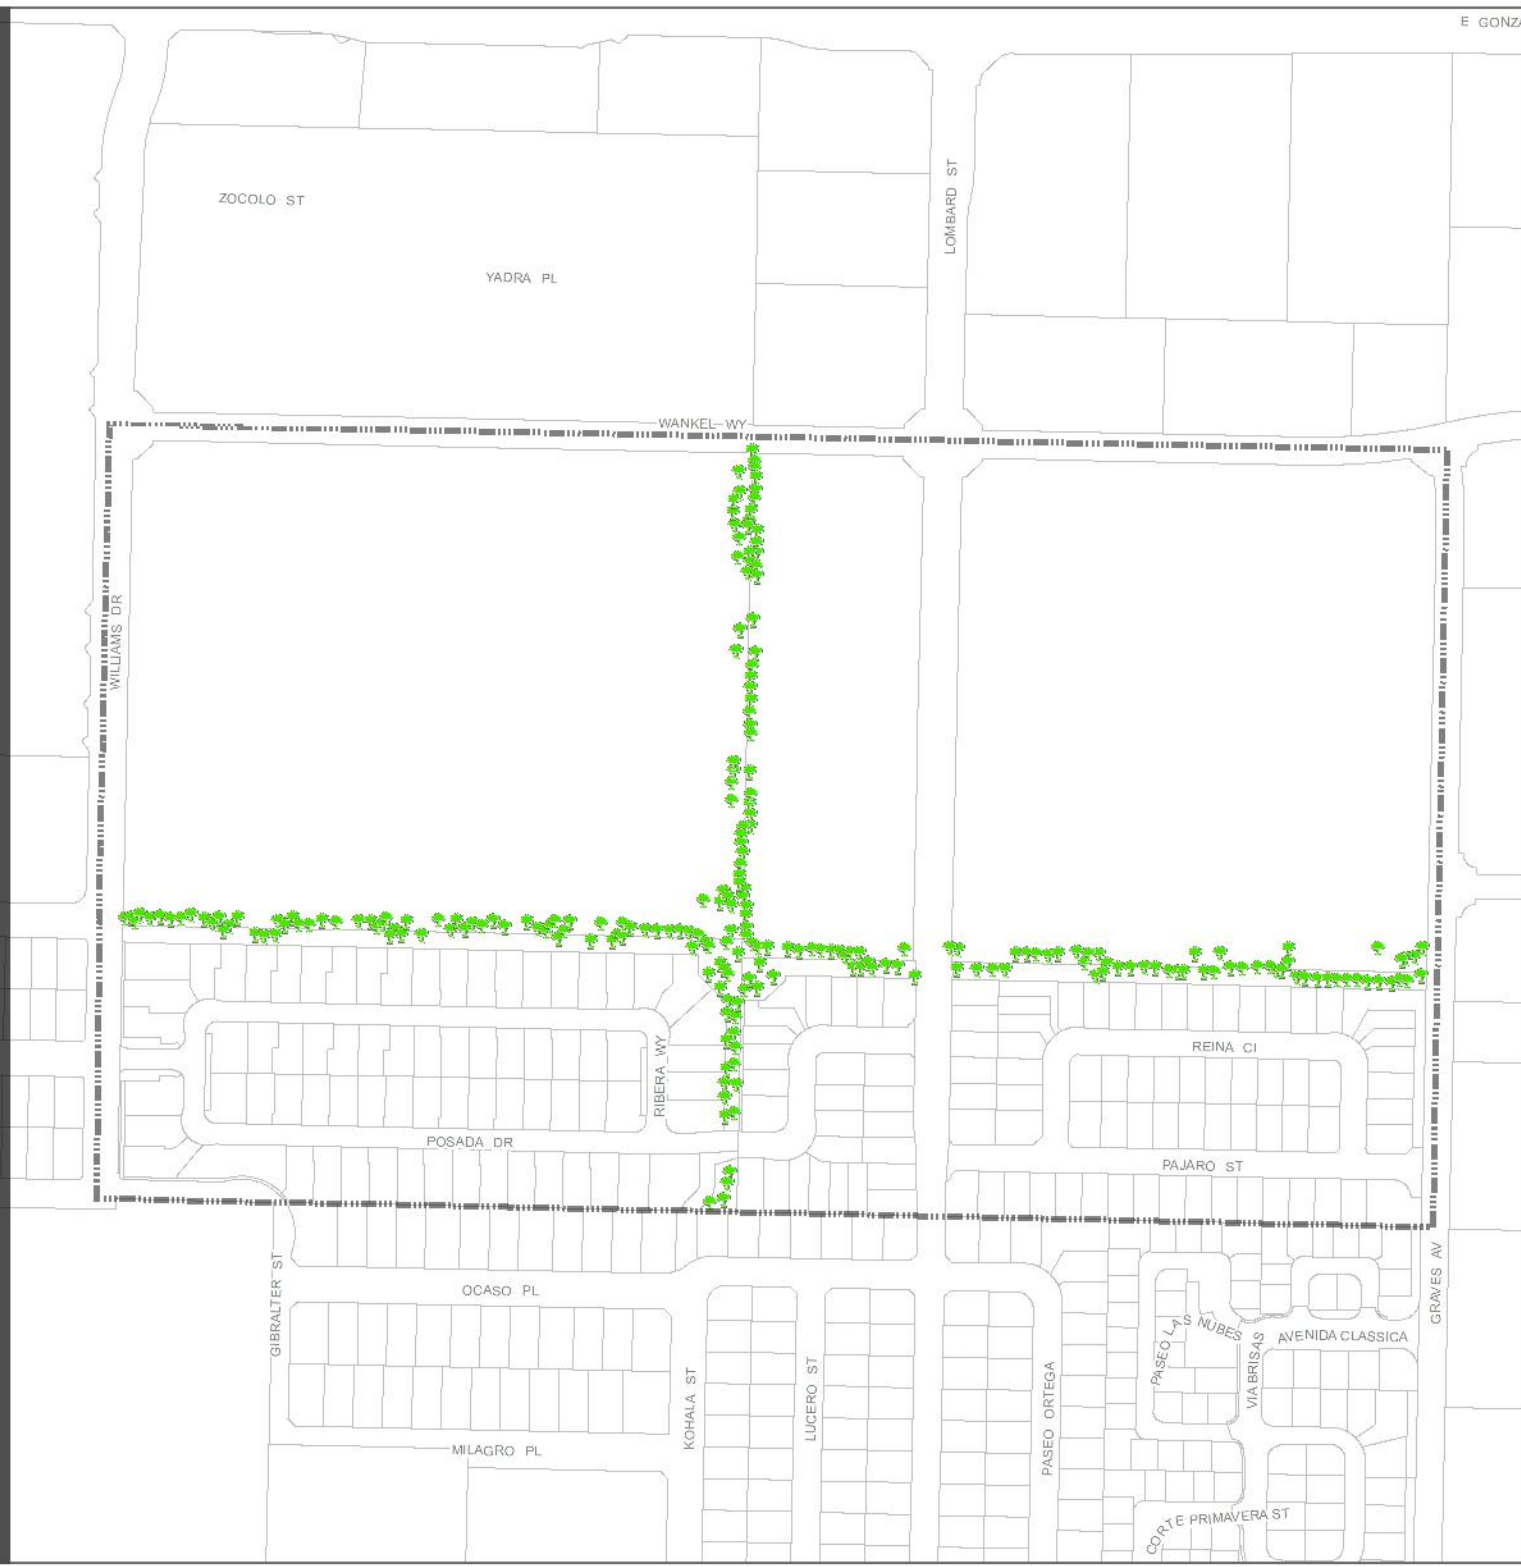 E GONZA
ZOCOLO ST
LOMBARD ST
YADRA PL
WANKEL WY
WILLIAMS DR
RIBERA WY
REINA CI
POSADA DR
PAJARO ST
GIBRALTER ST
OCASO PL
GRAVES AV
PASEO LAS NUBES
AVENIDA CLASSICA
VIA BRISAS
KOHALA ST
LUCERO ST
PASEO ORTEGA
MILAGRO PL
CORTE PRIMAVERA ST